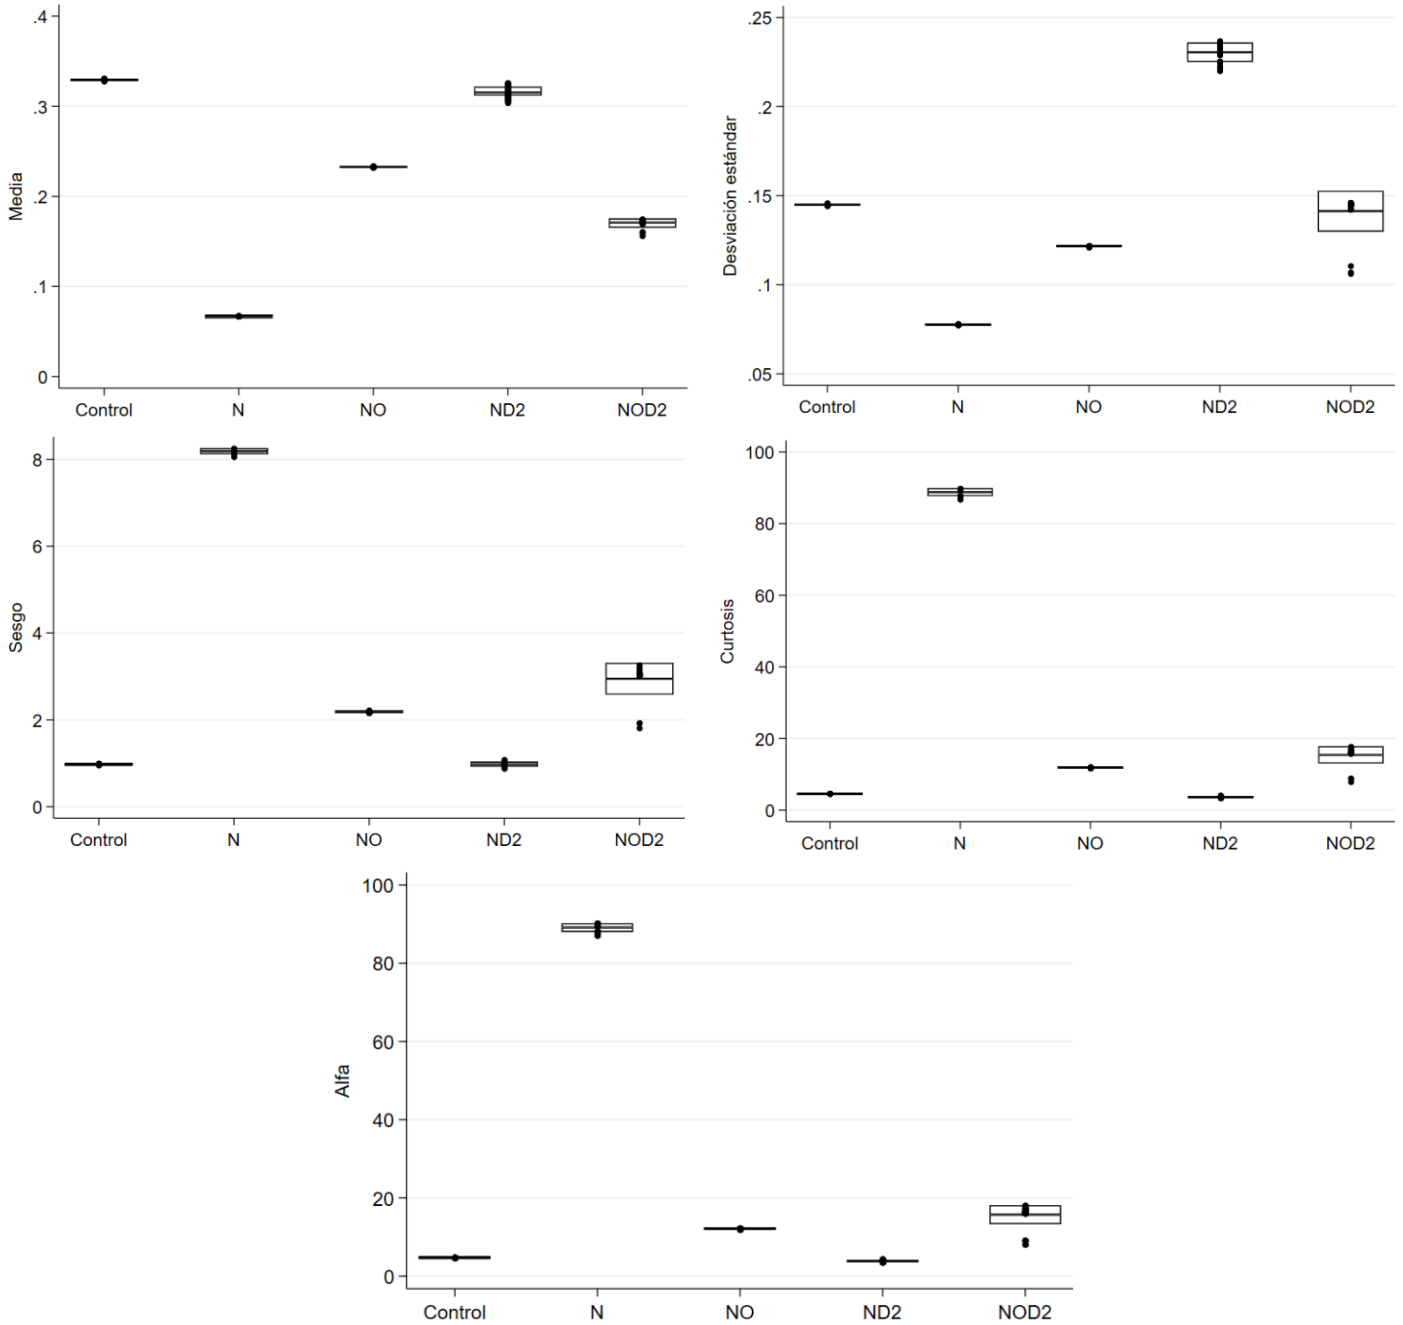 Media
.4
.3
.2
.1
0
Control N NO ND2 NOD2
Desviación estándar
.25
.2
.15
.1
.05
Control N NO ND2 NOD2
Sesgo
8
6
4
2
0
Control N NO ND2 NOD2
Curtosis
100
80
60
40
20
0
Control N NO ND2 NOD2
Alfa
100
80
60
40
20
0
Control N NO ND2 NOD2